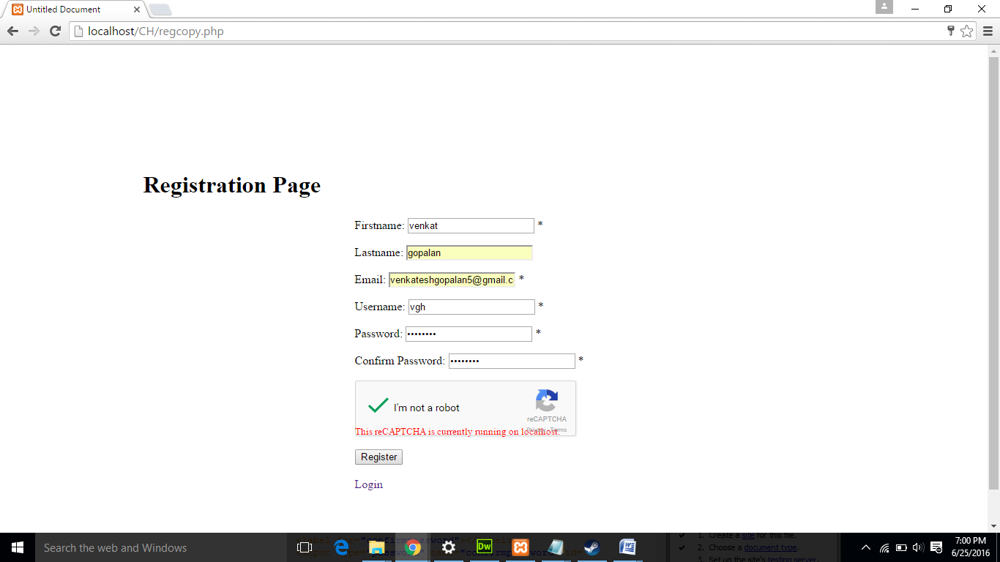 Untitled Document
localhost/CH/regcopy.php
Registration Page
Firstname: venkat *
Lastname: gopalan
Email: venkateshgopalan5@gmail.c *
Username: vgh *
Password: •••••••• *
Confirm Password: •••••••• *
I'm not a robot
reCAPTCHA
Privacy - Terms
This reCAPTCHA is currently running on localhost.
Register
Login
1. Create a site for this file.
2. Choose a document type.
3. Set up the site's testing server.
Search the web and Windows
Dw
7:00 PM
6/25/2016